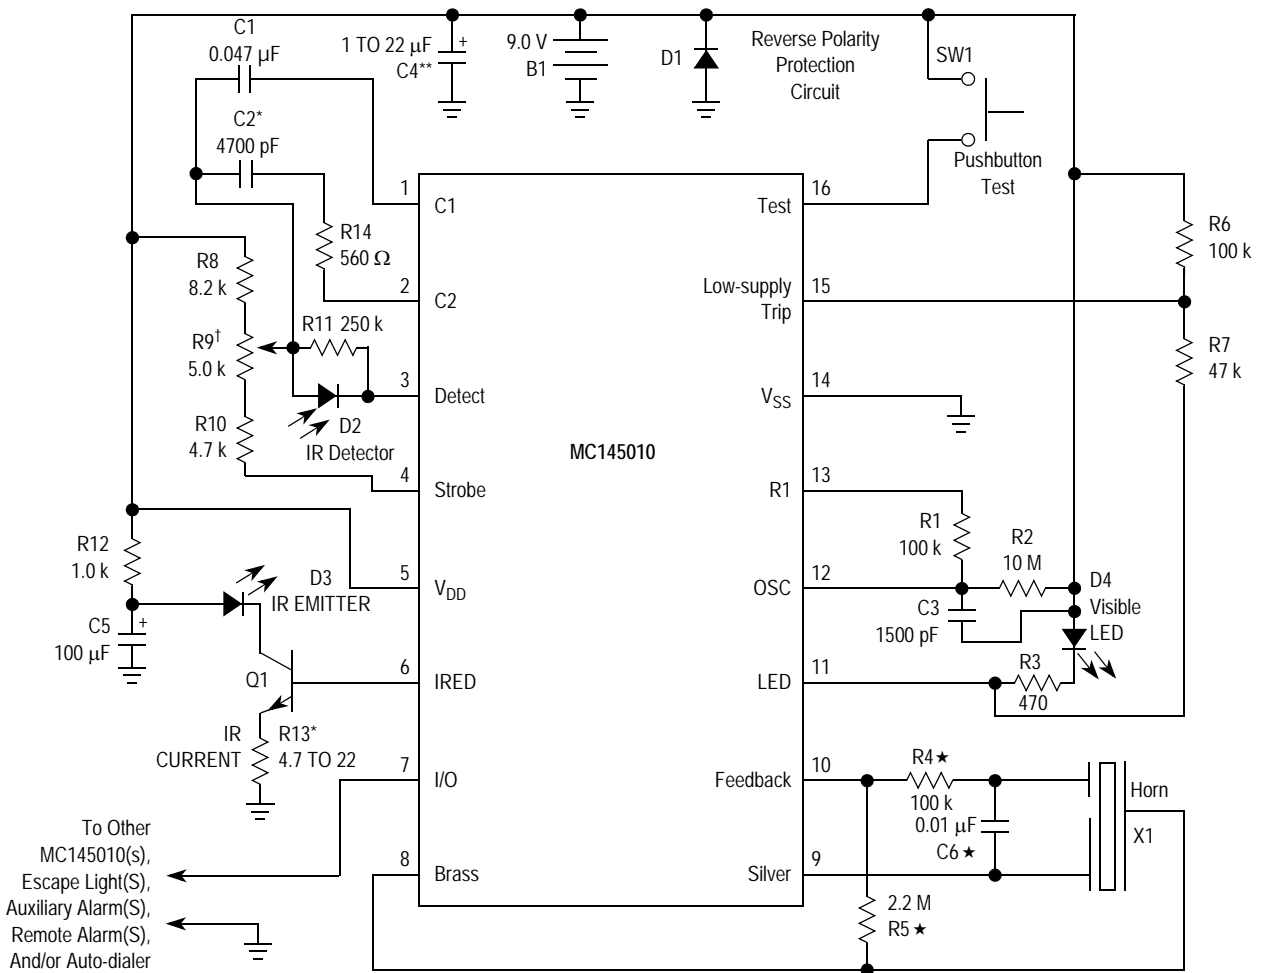 C1
0.047 µF
1 TO 22 µF
+
C4**
9.0 V
B1
D1
Reverse Polarity
Protection
Circuit
SW1
Pushbutton
Test
C2*
4700 pF
R14
560 Ω
R8
8.2 k
R9†
5.0 k
R10
4.7 k
R11 250 k
D2
IR Detector
R12
1.0 k
C5
+
100 µF
D3
IR EMITTER
Q1
IR
CURRENT
R13*
4.7 TO 22
To Other
MC145010(s),
Escape Light(S),
Auxiliary Alarm(S),
Remote Alarm(S),
And/or Auto-dialer
MC145010
1
C1
2
C2
3
Detect
4
Strobe
5
VDD
6
IRED
7
I/O
8
Brass
16
Test
15
Low-supply
Trip
14
VSS
13
R1
12
OSC
11
LED
10
Feedback
9
Silver
R6
100 k
R7
47 k
R1
100 k
R2
10 M
C3
1500 pF
D4
Visible
LED
R3
470
R4★
100 k
0.01 µF
C6★
2.2 M
R5★
Horn
X1